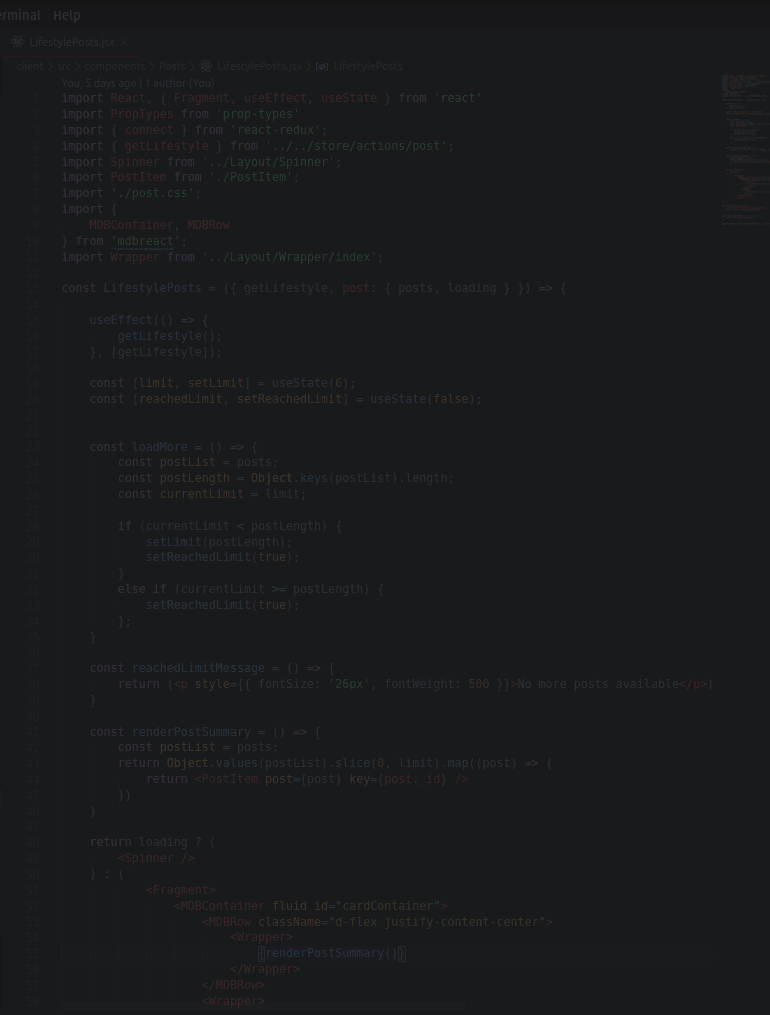 Terminal Help
LifestylePosts.jsx ×
client > src > components > Posts > LifestylePosts.jsx > LifestylePosts
You, 5 days ago | 1 author (You)
1 import React, { Fragment, useEffect, useState } from 'react'
2 import PropTypes from 'prop-types'
3 import { connect } from 'react-redux';
4 import { getLifestyle } from '../../store/actions/post';
5 import Spinner from '../Layout/Spinner';
6 import PostItem from './PostItem';
7 import './post.css';
8 import {
9 MDBContainer, MDBRow
10 } from 'mdbreact';
11 import Wrapper from '../Layout/Wrapper/index';
12
13 const LifestylePosts = ({ getLifestyle, post: { posts, loading } }) => {
14
15 useEffect(() => {
16 getLifestyle();
17 }, [getLifestyle]);
18
19 const [limit, setLimit] = useState(6);
20 const [reachedLimit, setReachedLimit] = useState(false);
21
22
23 const loadMore = () => {
24 const postList = posts;
25 const postLength = Object.keys(postList).length;
26 const currentLimit = limit;
27
28 if (currentLimit < postLength) {
29 setLimit(postLength);
30 setReachedLimit(true);
31 }
32 else if (currentLimit >= postLength) {
33 setReachedLimit(true);
34 };
35 }
36
37 const reachedLimitMessage = () => {
38 return (<p style={{ fontSize: '26px', fontWeight: 500 }}>No more posts available</p>)
39 }
40
41 const renderPostSummary = () => {
42 const postList = posts;
43 return Object.values(postList).slice(0, limit).map((post) => {
44 return <PostItem post={post} key={post._id} />
45 })
46 }
47
48 return loading ? (
49 <Spinner />
50 ) : (
51 <Fragment>
52 <MDBContainer fluid id="cardContainer">
53 <MDBRow className="d-flex justify-content-center">
54 <Wrapper>
55 {renderPostSummary()}
56 </Wrapper>
57 </MDBRow>
58 <Wrapper>